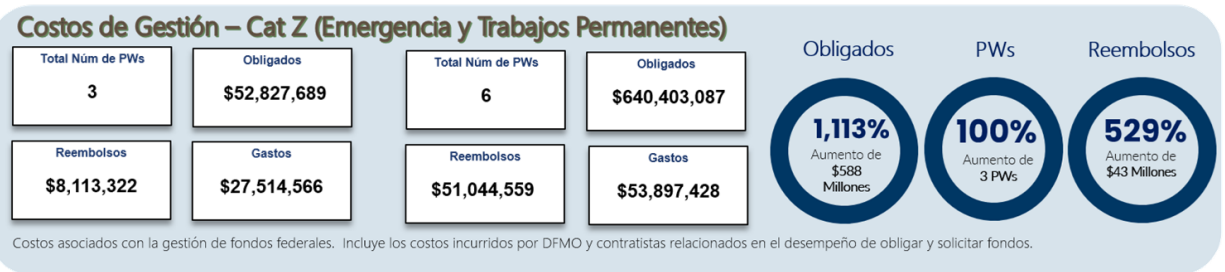 Costos de Gestión – Cat Z (Emergencia y Trabajos Permanentes)
Total Núm de PWs
3
Obligados
$52,827,689
Reembolsos
$8,113,322
Gastos
$27,514,566
Total Núm de PWs
6
Obligados
$640,403,087
Reembolsos
$51,044,559
Gastos
$53,897,428
Obligados
1,113%
Aumento de
$588
Millones
PWs
100%
Aumento de
3 PWs
Reembolsos
529%
Aumento de
$43 Millones
Costos asociados con la gestión de fondos federales. Incluye los costos incurridos por DFMO y contratistas relacionados en el desempeño de obligar y solicitar fondos.